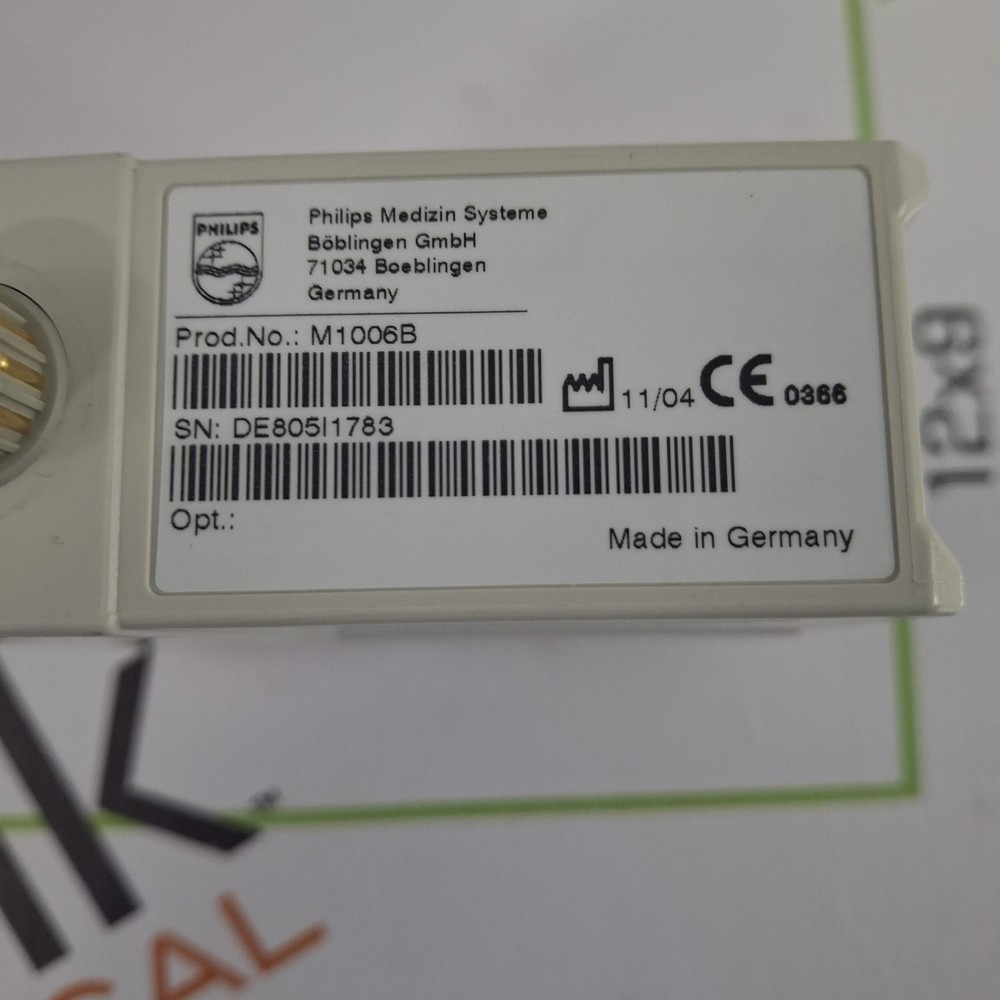 PHILIPS
Philips Medizin Systeme
Böblingen GmbH
71034 Boeblingen
Germany
Prod.No.: M1006B
11/04 CE 0366
SN: DE805I1783
Opt.:
Made in Germany
12x9
k
CAL